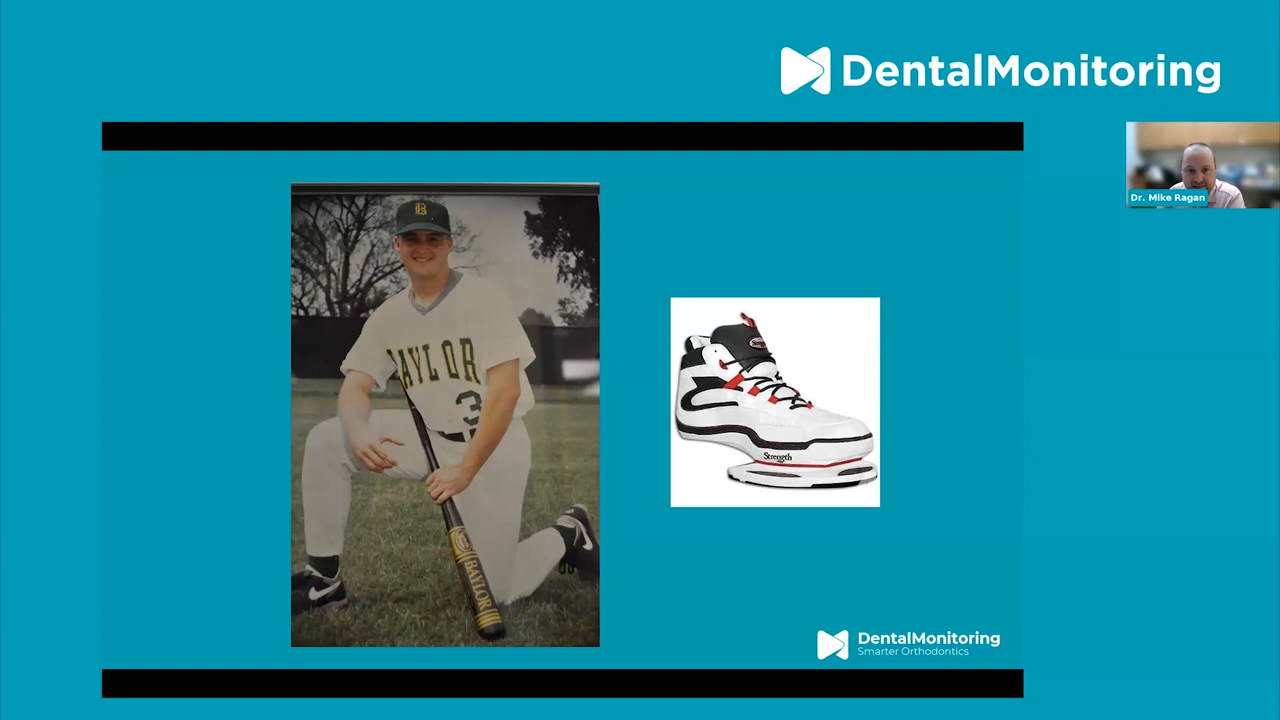 DentalMonitoring
Dr. Mike Ragan
B
BAYLOR
3
BAYLOR
Strength
DentalMonitoring
Smarter Orthodontics